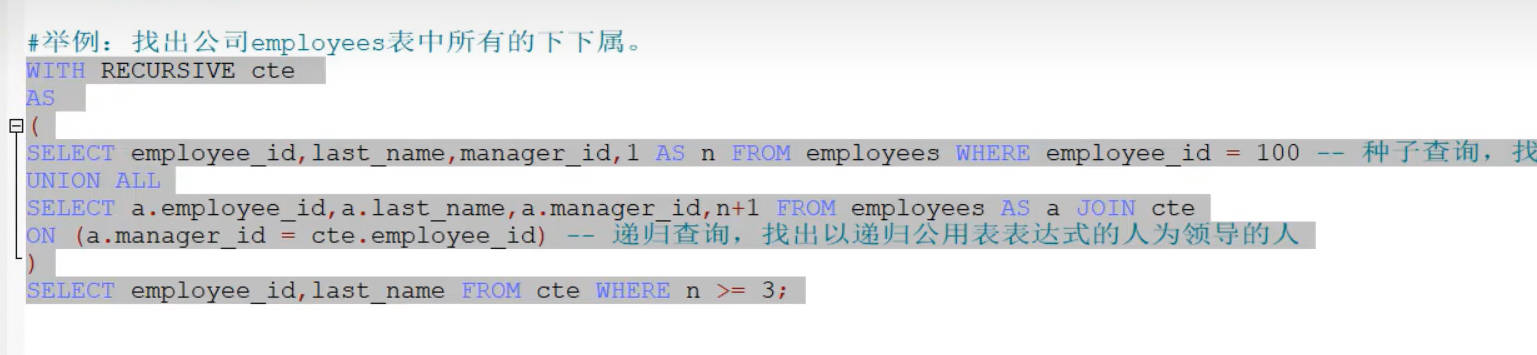 #举例：找出公司employees表中所有的下下属。
WITH RECURSIVE cte
AS
(
SELECT employee_id,last_name,manager_id,1 AS n FROM employees WHERE employee_id = 100 -- 种子查询，找
UNION ALL
SELECT a.employee_id,a.last_name,a.manager_id,n+1 FROM employees AS a JOIN cte
ON (a.manager_id = cte.employee_id) -- 递归查询，找出以递归公用表表达式的人为领导的人
)
SELECT employee_id,last_name FROM cte WHERE n >= 3;